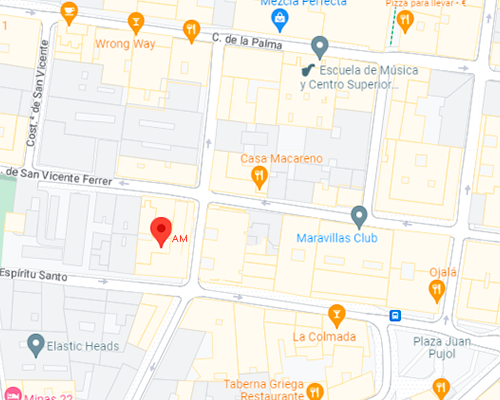 Mezcla Perfecta
Pizza para llevar • €
1
Wrong Way
C. de la Palma
Cost.ª de San Vicente
Escuela de Música
y Centro Superior...
Casa Macareno
. de San Vicente Ferrer
AM
Maravillas Club
Espíritu Santo
Ojalá
La Colmada
Plaza Juan
Pujol
Elastic Heads
Taberna Griega
Restaurante
Minas 22